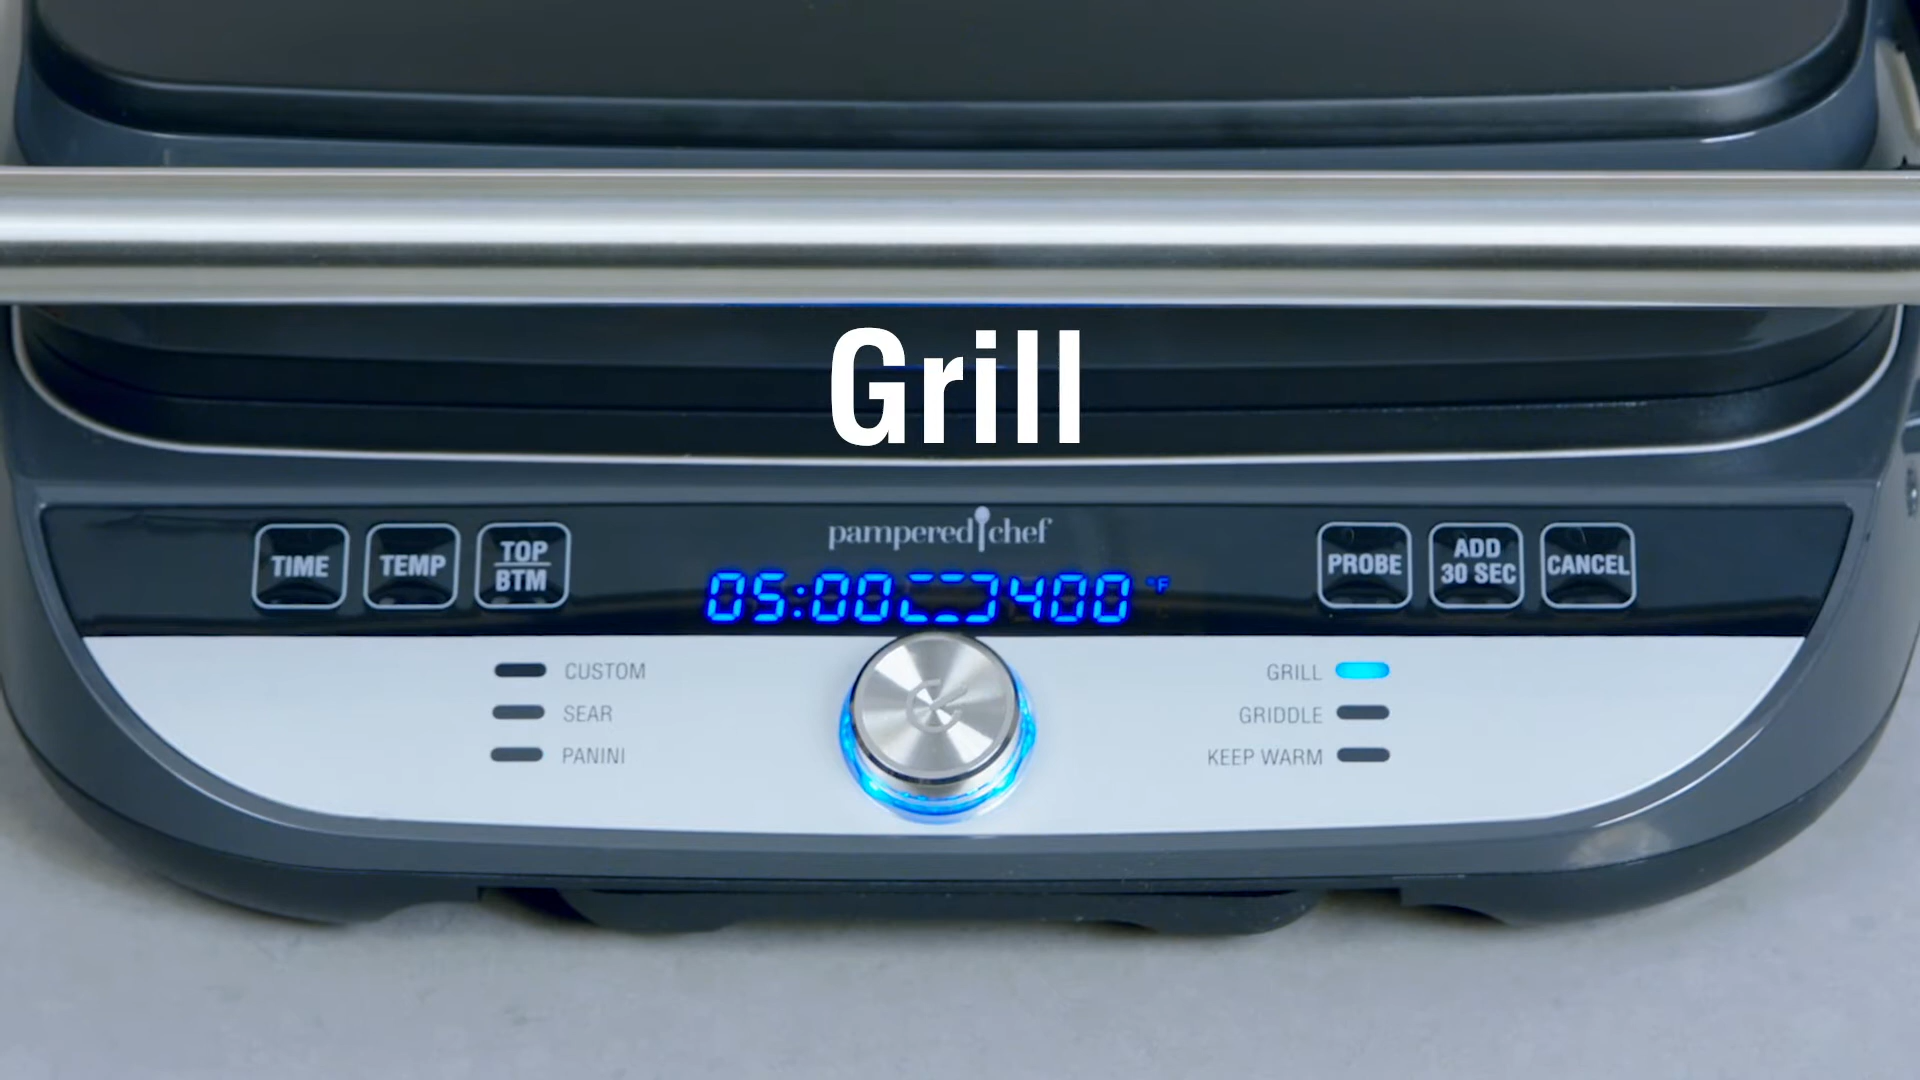 Grill
pampered chef
TIME
TEMP
TOP
BTM
05:00 400 °F
PROBE
ADD
30 SEC
CANCEL
CUSTOM
SEAR
PANINI
GRILL
GRIDDLE
KEEP WARM